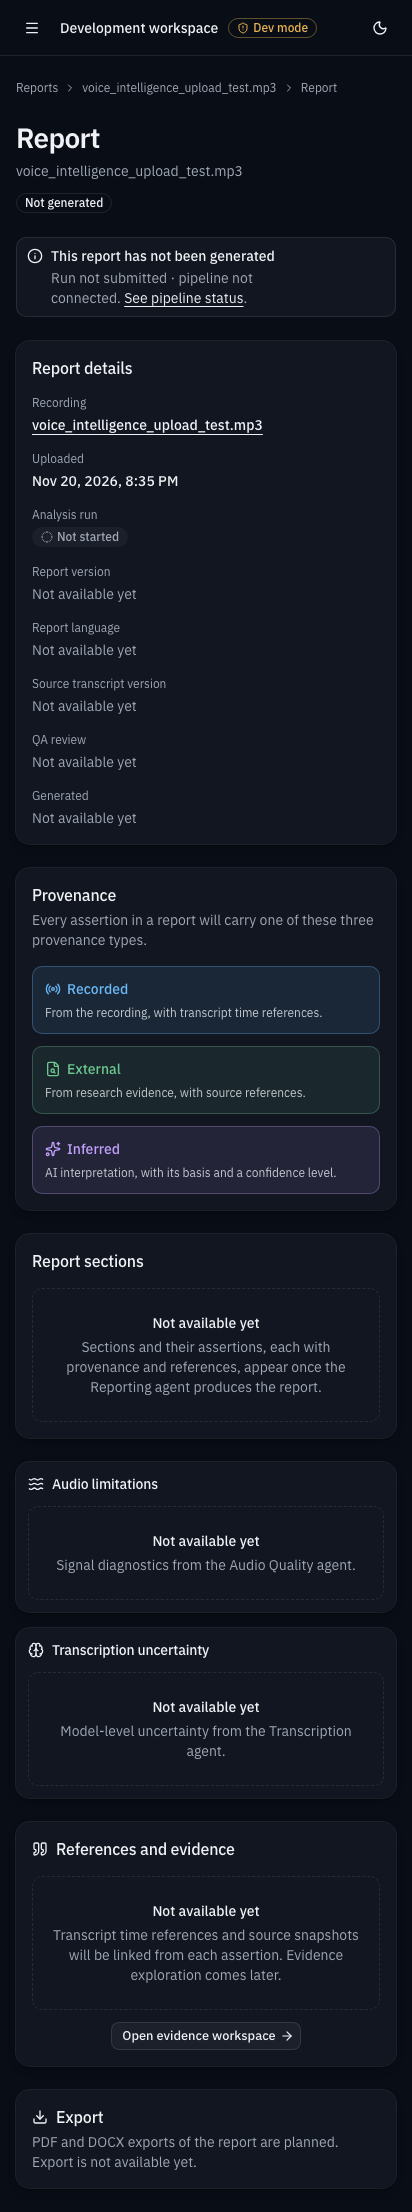 Development workspace
Dev mode
Reports > voice_intelligence_upload_test.mp3 > Report
Report
voice_intelligence_upload_test.mp3
Not generated
This report has not been generated
Run not submitted · pipeline not
connected. See pipeline status.
Report details
Recording
voice_intelligence_upload_test.mp3
Uploaded
Nov 20, 2026, 8:35 PM
Analysis run
Not started
Report version
Not available yet
Report language
Not available yet
Source transcript version
Not available yet
QA review
Not available yet
Generated
Not available yet
Provenance
Every assertion in a report will carry one of these three
provenance types.
Recorded
From the recording, with transcript time references.
External
From research evidence, with source references.
Inferred
AI interpretation, with its basis and a confidence level.
Report sections
Not available yet
Sections and their assertions, each with
provenance and references, appear once the
Reporting agent produces the report.
Audio limitations
Not available yet
Signal diagnostics from the Audio Quality agent.
Transcription uncertainty
Not available yet
Model-level uncertainty from the Transcription
agent.
References and evidence
Not available yet
Transcript time references and source snapshots
will be linked from each assertion. Evidence
exploration comes later.
Open evidence workspace →
Export
PDF and DOCX exports of the report are planned.
Export is not available yet.